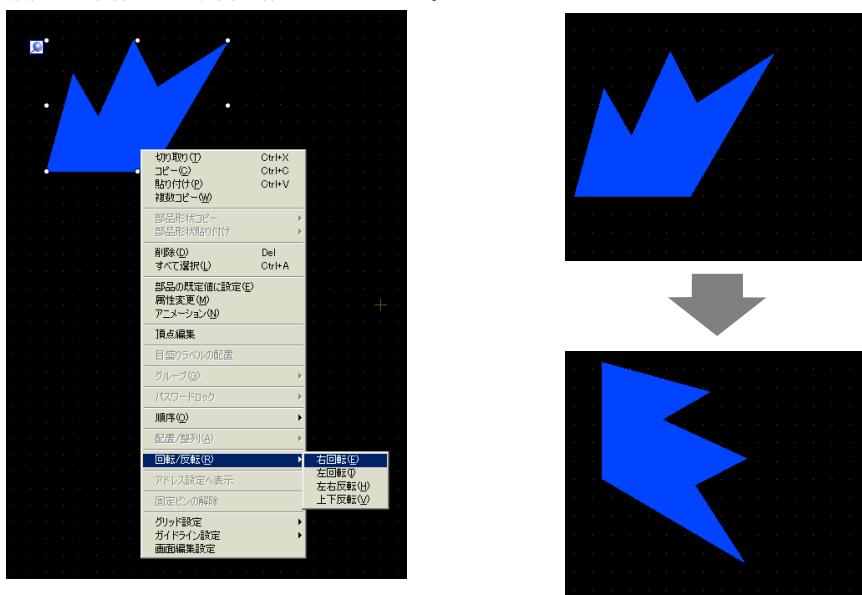 切り取り(T) Ctrl+X
コピー(C) Ctrl+C
貼り付け(P) Ctrl+V
複数コピー(W)
部品形状コピー
部品形状貼り付け
削除(D) Del
すべて選択(L) Ctrl+A
部品の既定値に設定(E)
属性変更(M)
アニメーション(N)
頂点編集
目盛りラベルの配置
グループ(G)
パスワードロック
順序(O)
配置/整列(A)
回転/反転(R)
右回転(E)
左回転(I)
左右反転(H)
上下反転(V)
アドレス設定へ表示
固定ピンの解除
グリッド設定
ガイドライン設定
画面編集設定